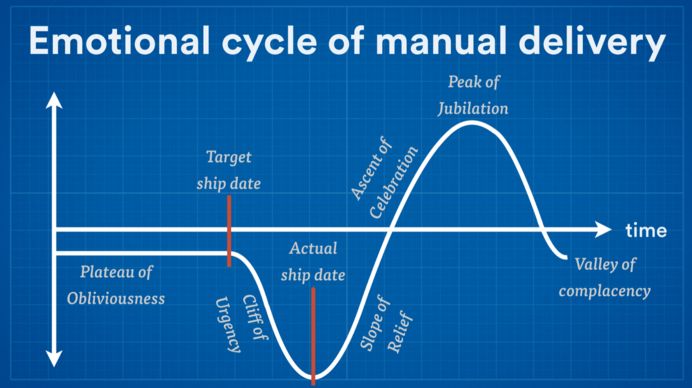 Emotional cycle of manual delivery
Peak of
Jubilation
Target
ship date
Ascent of
Celebration
time
Actual
ship date
Plateau of
Obliviousness
Cliff of
Urgency
Slope of
Relief
Valley of
complacency